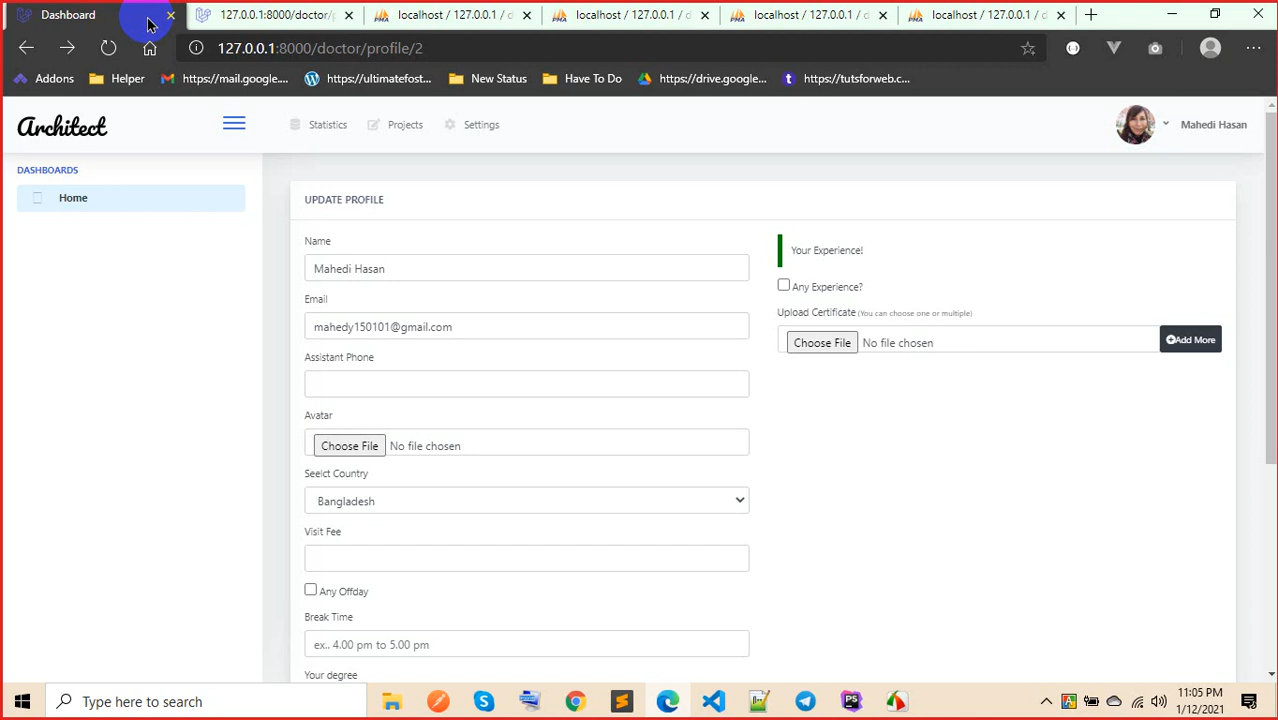 Dashboard
127.0.0.1:8000/doctor/p
localhost / 127.0.0.1 / d
localhost / 127.0.0.1 / d
localhost / 127.0.0.1 / d
localhost / 127.0.0.1 / d
127.0.0.1:8000/doctor/profile/2
Addons
Helper
https://mail.google....
https://ultimatefost...
New Status
Have To Do
https://drive.google...
https://tutsforweb.c...
Architect
Statistics
Projects
Settings
Mahedi Hasan
DASHBOARDS
Home
UPDATE PROFILE
Name
Mahedi Hasan
Email
mahedy150101@gmail.com
Assistant Phone
Avatar
Choose File No file chosen
Seelct Country
Bangladesh
Visit Fee
Any Offday
Break Time
ex.. 4.00 pm to 5.00 pm
Your degree
Your Experience!
Any Experience?
Upload Certificate (You can choose one or multiple)
Choose File No file chosen
Add More
Type here to search
11:05 PM
1/12/2021